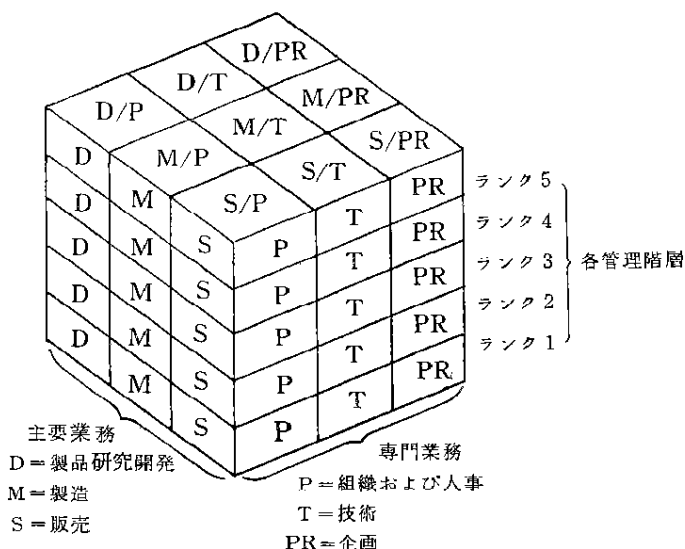 D/PR
D/T
M/PR
D/P
M/T
S/PR
M/P
S/T
S/P
D M S P T PR ランク5
D M S P T PR ランク4
D M S P T PR ランク3
D M S P T PR ランク2
D M S P T PR ランク1
各管理階層
主要業務
D=製品研究開発
M=製造
S=販売
専門業務
P=組織および人事
T=技術
PR=企画